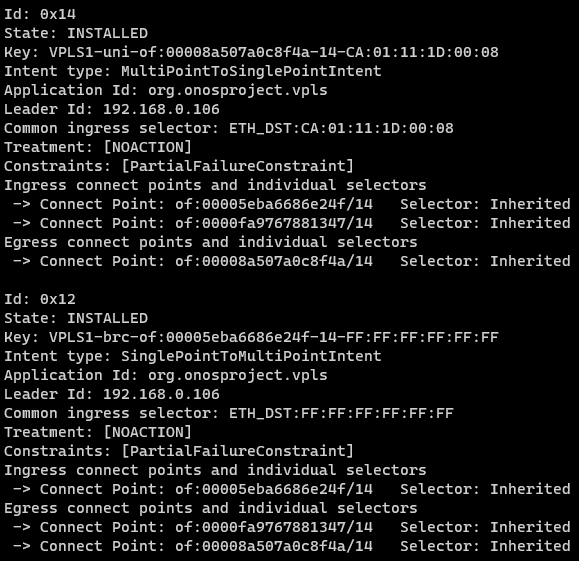 Id: 0x14
State: INSTALLED
Key: VPLS1-uni-of:00008a507a0c8f4a-14-CA:01:11:1D:00:08
Intent type: MultiPointToSinglePointIntent
Application Id: org.onosproject.vpls
Leader Id: 192.168.0.106
Common ingress selector: ETH_DST:CA:01:11:1D:00:08
Treatment: [NOACTION]
Constraints: [PartialFailureConstraint]
Ingress connect points and individual selectors
-> Connect Point: of:00005eba6686e24f/14 Selector: Inherited
-> Connect Point: of:0000fa9767881347/14 Selector: Inherited
Egress connect points and individual selectors
-> Connect Point: of:00008a507a0c8f4a/14 Selector: Inherited
Id: 0x12
State: INSTALLED
Key: VPLS1-brc-of:00005eba6686e24f-14-FF:FF:FF:FF:FF:FF
Intent type: SinglePointToMultiPointIntent
Application Id: org.onosproject.vpls
Leader Id: 192.168.0.106
Common ingress selector: ETH_DST:FF:FF:FF:FF:FF:FF
Treatment: [NOACTION]
Constraints: [PartialFailureConstraint]
Ingress connect points and individual selectors
-> Connect Point: of:00005eba6686e24f/14 Selector: Inherited
Egress connect points and individual selectors
-> Connect Point: of:0000fa9767881347/14 Selector: Inherited
-> Connect Point: of:00008a507a0c8f4a/14 Selector: Inherited